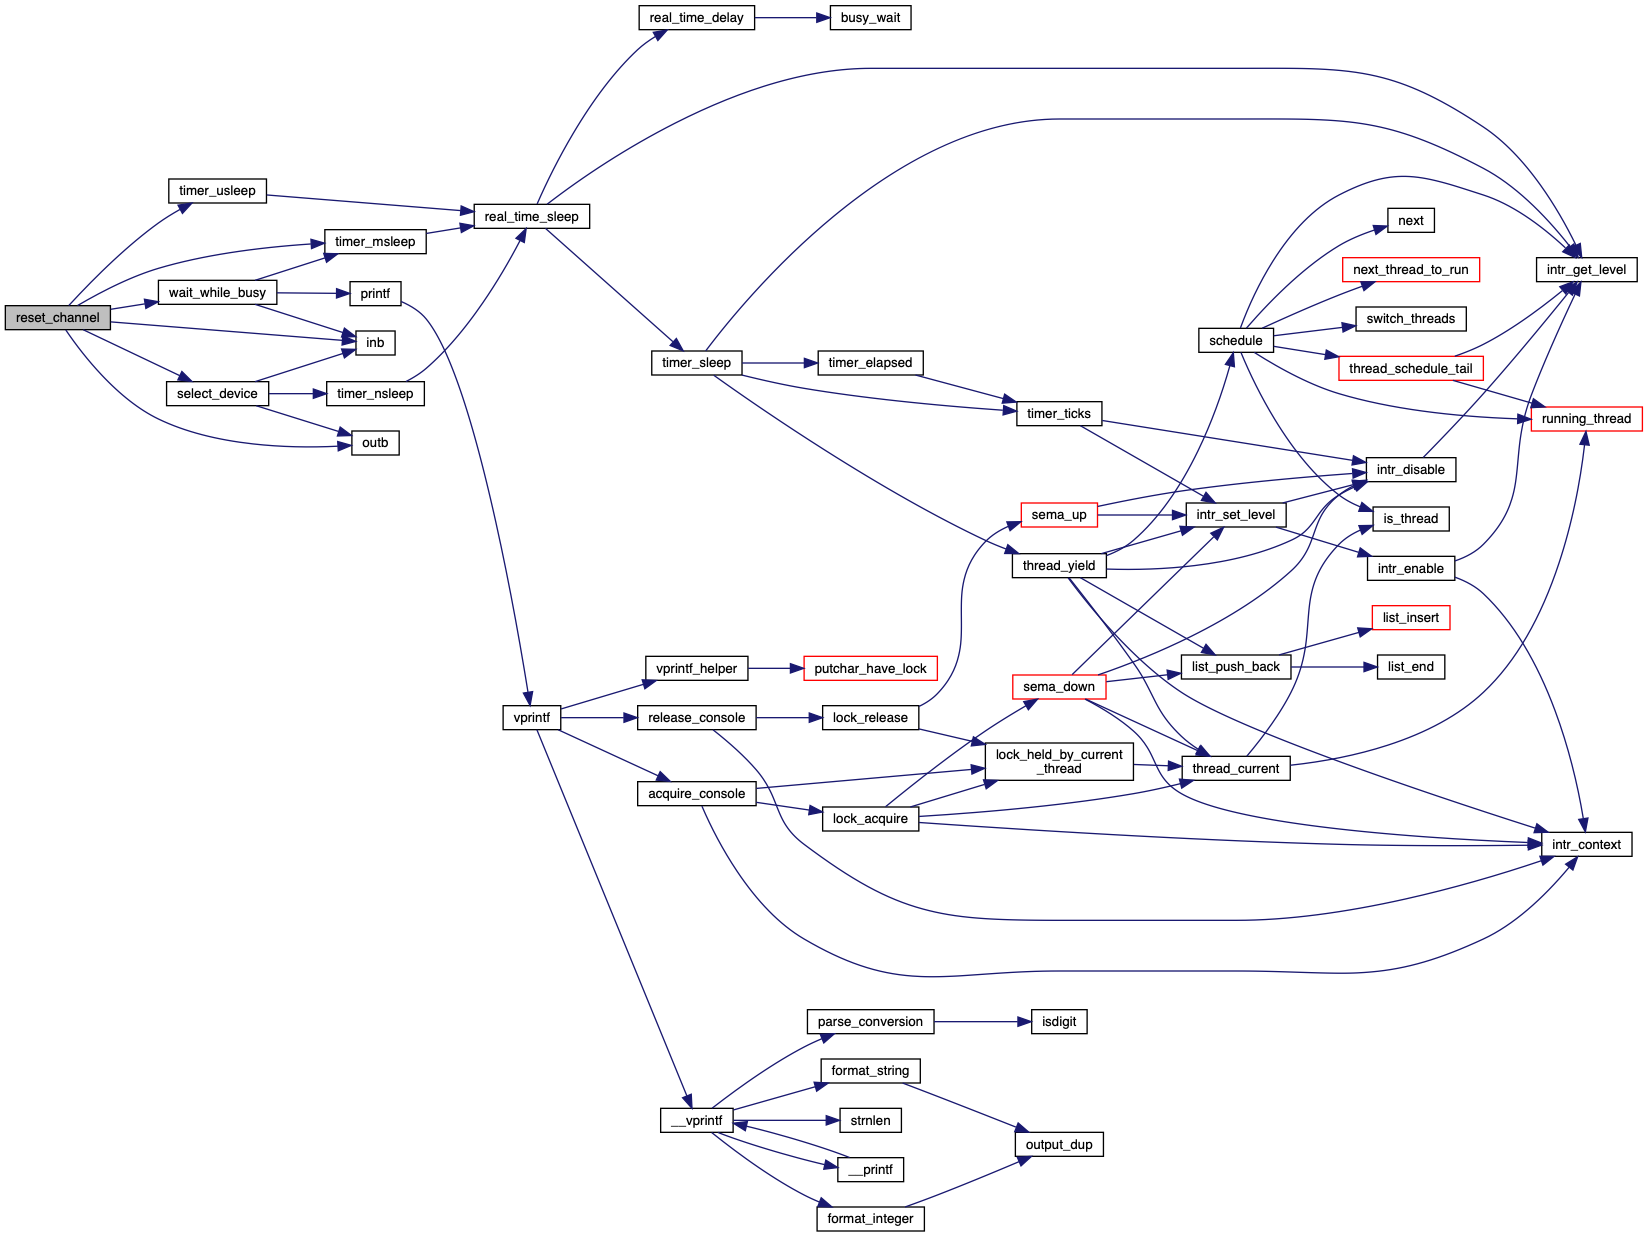 real_time_delay
busy_wait
timer_usleep
real_time_sleep
timer_msleep
next
intr_get_level
next_thread_to_run
wait_while_busy
printf
reset_channel
switch_threads
inb
schedule
timer_sleep
timer_elapsed
thread_schedule_tail
select_device
timer_nsleep
timer_ticks
running_thread
outb
intr_disable
sema_up
intr_set_level
is_thread
thread_yield
intr_enable
list_insert
vprintf_helper
putchar_have_lock
list_push_back
list_end
sema_down
vprintf
release_console
lock_release
lock_held_by_current
_thread
thread_current
acquire_console
lock_acquire
intr_context
parse_conversion
isdigit
format_string
__vprintf
strnlen
output_dup
__printf
format_integer